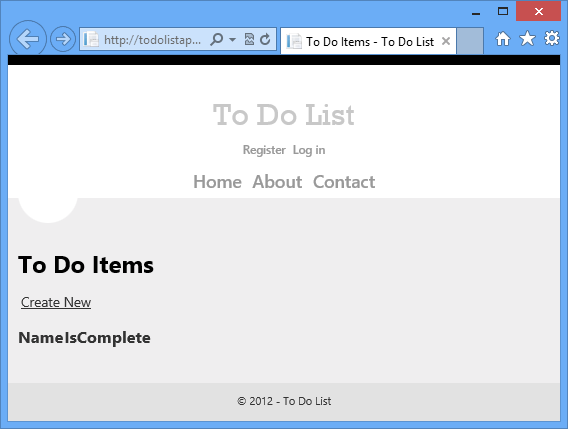 http://todolistap...
To Do Items - To Do List
To Do List
Register Log in
Home About Contact
To Do Items
Create New
NameIsComplete
© 2012 - To Do List